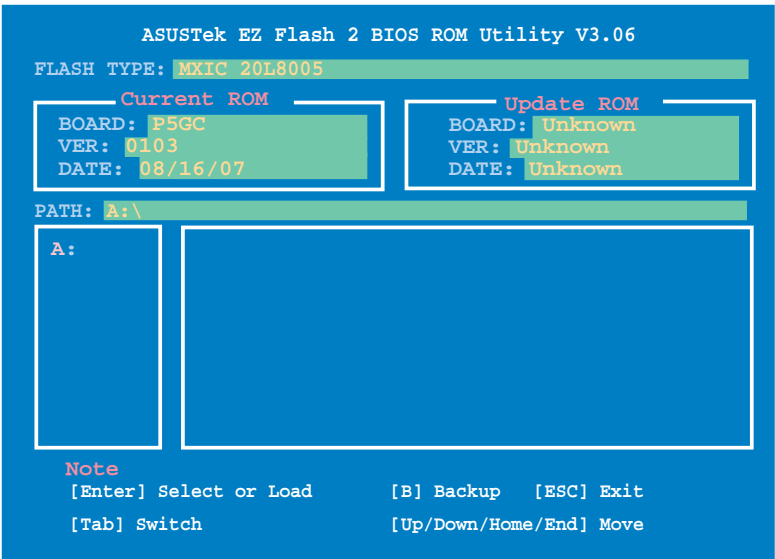 ASUSTek EZ Flash 2 BIOS ROM Utility V3.06
FLASH TYPE: MXIC 20L8005
Current ROM
BOARD: P5GC
VER: 0103
DATE: 08/16/07
Update ROM
BOARD: Unknown
VER: Unknown
DATE: Unknown
PATH: A:\
A:
Note
[Enter] Select or Load [B] Backup [ESC] Exit
[Tab] Switch [Up/Down/Home/End] Move